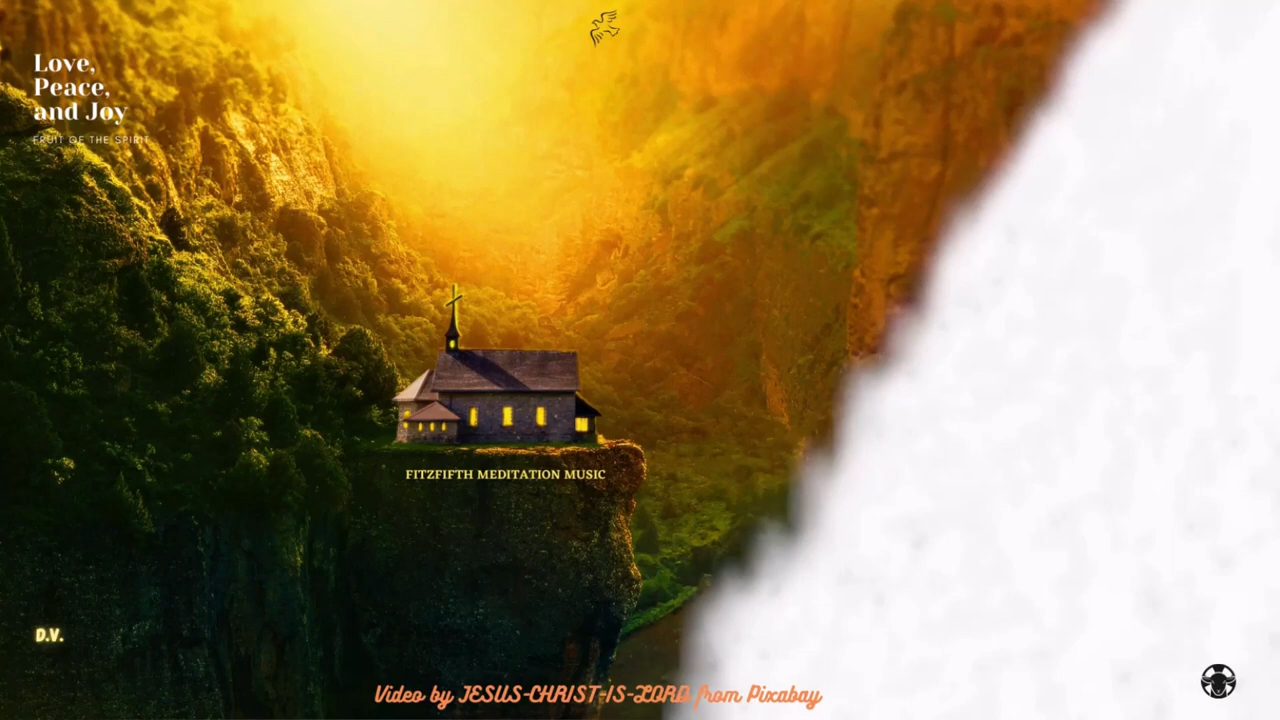 Love,
Peace,
and Joy
FRUIT OF THE SPIRIT
FITZFIFTH MEDITATION MUSIC
D.V.
Video by JESUS-CHRIST-IS-LORD from Pixabay